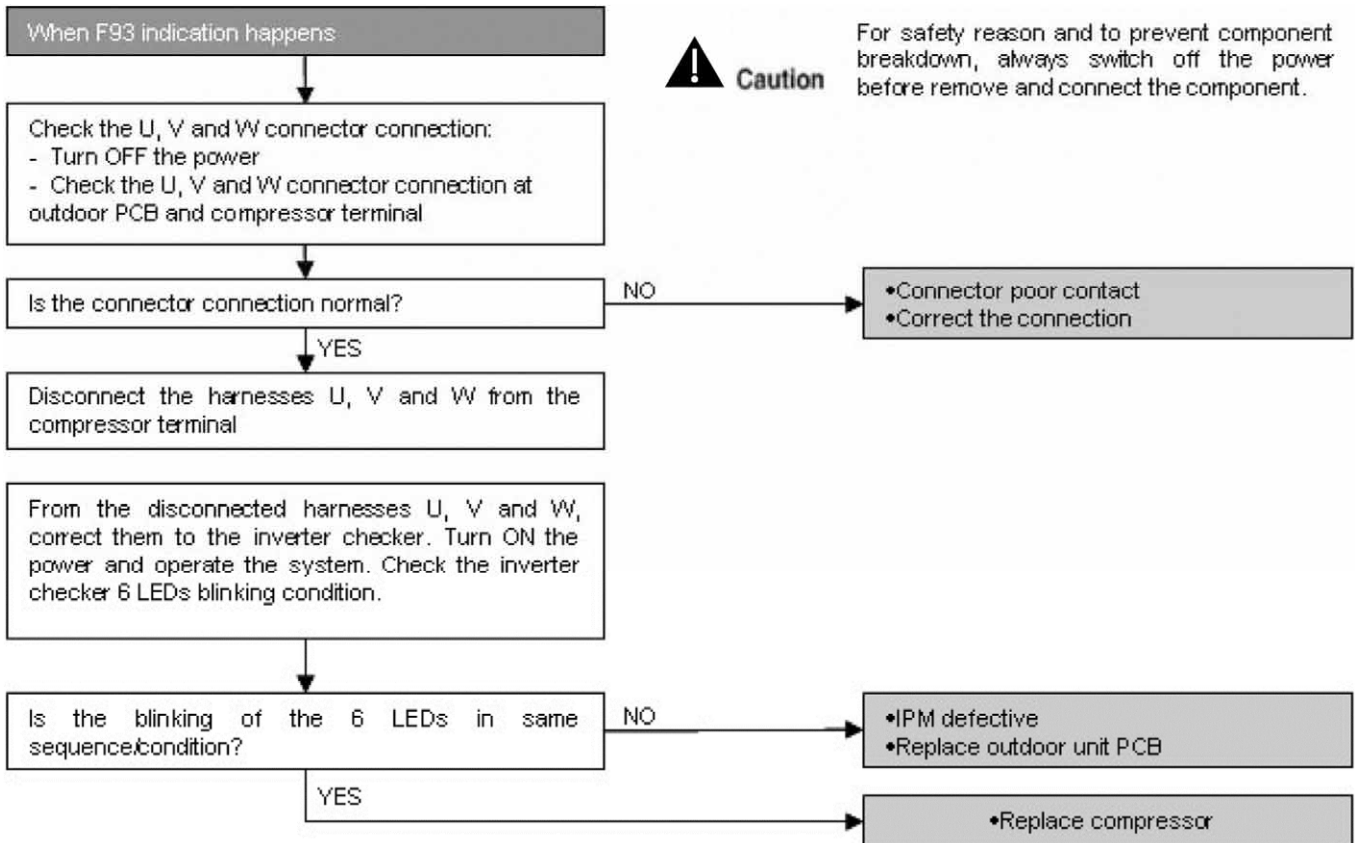 When F93 indication happens
Caution
For safety reason and to prevent component
breakdown, always switch off the power
before remove and connect the component.
Check the U, V and W connector connection:
- Turn OFF the power
- Check the U, V and W connector connection at
outdoor PCB and compressor terminal
Is the connector connection normal?
NO
•Connector poor contact
•Correct the connection
YES
Disconnect the harnesses U, V and W from the
compressor terminal
From the disconnected harnesses U, V and W,
correct them to the inverter checker. Turn ON the
power and operate the system. Check the inverter
checker 6 LEDs blinking condition.
Is the blinking of the 6 LEDs in same
sequence/condition?
NO
•IPM defective
•Replace outdoor unit PCB
YES
•Replace compressor